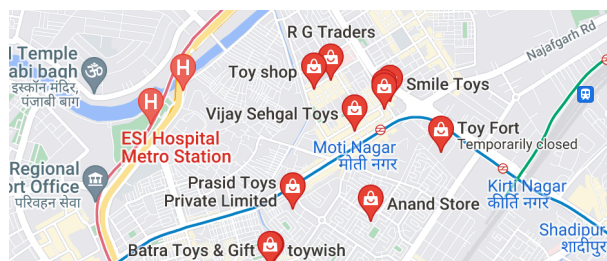 R G Traders
Najafgarh Rd
Temple
abi bagh
इस्कॉन मंदिर,
पंजाबी बाग
Toy shop
Smile Toys
H
H
Vijay Sehgal Toys
ESI Hospital
Metro Station
Toy Fort
Temporarily closed
Moti Nagar
मोती नगर
Regional
ort Office
परिवहन सेवा
Prasid Toys
Private Limited
Kirti Nagar
कीर्ति नगर
Anand Store
Shadipur
शादीपुर
Batra Toys & Gift
toywish